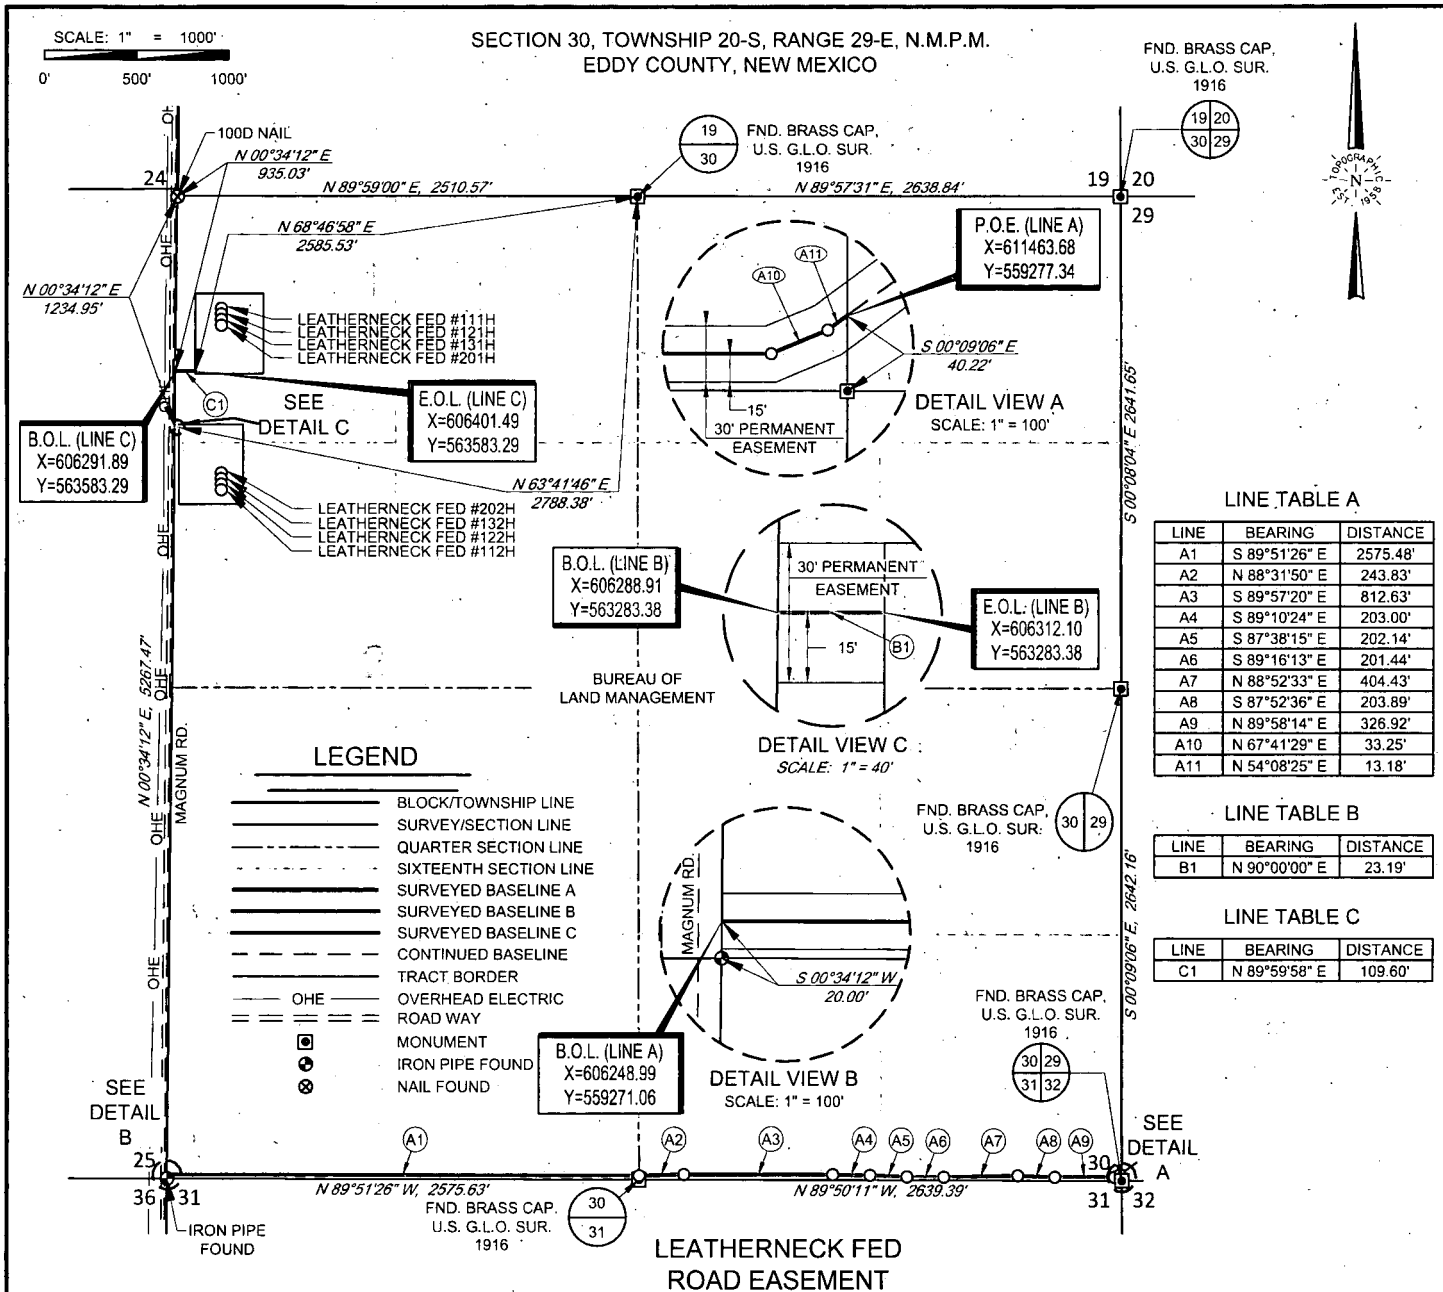 SCALE: 1" = 1000'
0' 500' 1000'
SECTION 30, TOWNSHIP 20-S, RANGE 29-E, N.M.P.M.
EDDY COUNTY, NEW MEXICO
FND. BRASS CAP,
U.S. G.L.O. SUR.
1916
19 20
30 29
TOPOGRAPHIC
N
EST. 1958
OHE
100D NAIL
N 00°34'12" E
935.03'
24
19
30
FND. BRASS CAP,
U.S. G.L.O. SUR.
1916
N 89°59'00" E, 2510.57'
N 89°57'31" E, 2638.84'
19 20
29
N 68°46'58" E
2585.53'
OHE
N 00°34'12" E
1234.95'
LEATHERNECK FED #111H
LEATHERNECK FED #121H
LEATHERNECK FED #131H
LEATHERNECK FED #201H
P.O.E. (LINE A)
X=611463.68
Y=559277.34
A10
A11
S 00°09'06" E
40.22'
15'
30' PERMANENT
EASEMENT
DETAIL VIEW A
SCALE: 1" = 100'
S 00°08'04" E 2641.65'
OHE
C1
SEE
DETAIL C
E.O.L. (LINE C)
X=606401.49
Y=563583.29
B.O.L. (LINE C)
X=606291.89
Y=563583.29
N 63°41'46" E
2788.38'
LEATHERNECK FED #202H
LEATHERNECK FED #132H
LEATHERNECK FED #122H
LEATHERNECK FED #112H
OHE
B.O.L. (LINE B)
X=606288.91
Y=563283.38
30' PERMANENT
EASEMENT
15'
B1
E.O.L. (LINE B)
X=606312.10
Y=563283.38
DETAIL VIEW C
SCALE: 1" = 40'
BUREAU OF
LAND MANAGEMENT
LINE TABLE A
LINE BEARING DISTANCE
A1 S 89°51'26" E 2575.48'
A2 N 88°31'50" E 243.83'
A3 S 89°57'20" E 812.63'
A4 S 89°10'24" E 203.00'
A5 S 87°38'15" E 202.14'
A6 S 89°16'13" E 201.44'
A7 N 88°52'33" E 404.43'
A8 S 87°52'36" E 203.89'
A9 N 89°58'14" E 326.92'
A10 N 67°41'29" E 33.25'
A11 N 54°08'25" E 13.18'
LINE TABLE B
LINE BEARING DISTANCE
B1 N 90°00'00" E 23.19'
LINE TABLE C
LINE BEARING DISTANCE
C1 N 89°59'58" E 109.60'
N 00°34'12" E, 5267.47'
OHE
MAGNUM RD.
OHE
OHE
LEGEND
BLOCK/TOWNSHIP LINE
SURVEY/SECTION LINE
QUARTER SECTION LINE
SIXTEENTH SECTION LINE
SURVEYED BASELINE A
SURVEYED BASELINE B
SURVEYED BASELINE C
CONTINUED BASELINE
TRACT BORDER
OHE OVERHEAD ELECTRIC
ROAD WAY
MONUMENT
IRON PIPE FOUND
NAIL FOUND
FND. BRASS CAP,
U.S. G.L.O. SUR.
1916
30 29
S 00°09'06" E, 2642.16'
MAGNUM RD.
S 00°34'12" W
20.00'
B.O.L. (LINE A)
X=606248.99
Y=559271.06
DETAIL VIEW B
SCALE: 1" = 100'
FND. BRASS CAP,
U.S. G.L.O. SUR.
1916
30 29
31 32
SEE
DETAIL
B
25
36 31
A1
A2
A3
A4
A5
A6
A7
A8
A9
SEE
DETAIL
A
30
31 32
N 89°51'26" W, 2575.63'
N 89°50'11" W, 2639.39'
IRON PIPE
FOUND
FND. BRASS CAP,
U.S. G.L.O. SUR.
1916
30
31
LEATHERNECK FED
ROAD EASEMENT